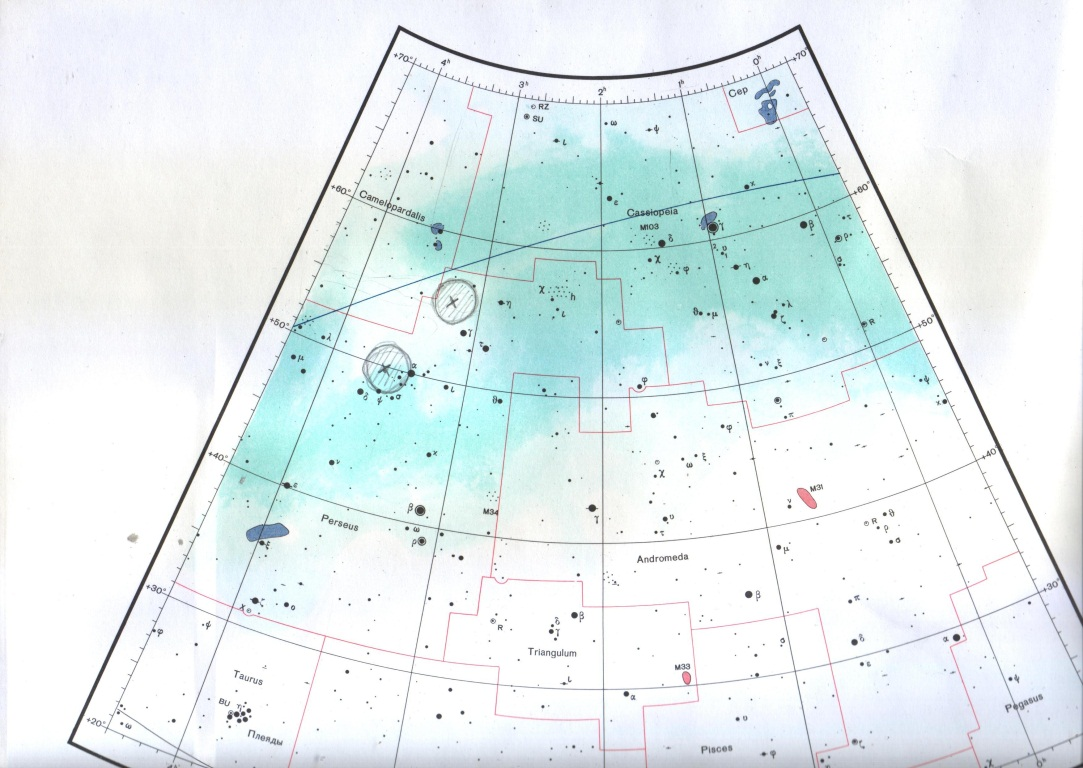 +70° 4ʰ 3ʰ 2ʰ 1ʰ 0ʰ +70°
Cep
RZ
SU
ω
ψ
ι
+60°
+60°
κ
Camelopardalis
ε
Cassiopeia
M103
γ
β
τ
ρ
δ
σ
υ
χ
φ
η
α
χ
h
η
ι
λ
ζ
θ
μ
R
+50°
+50°
λ
γ
τ
μ
α
ν
ξ
φ
ψ
δ
ψ
σ
ι
θ
π
κ
φ
+40°
+40°
ν
κ
χ
ω
ξ
ε
M31
ν
β
M34
γ
υ
R
θ
ρ
Perseus
ω
τ
ρ
σ
ξ
Andromeda
μ
+30°
+30°
ζ
ο
β
π
χ
R
β
δ
γ
φ
ψ
σ
δ
α
Triangulum
ε
M33
Taurus
ι
α
ψ
BU
η
Pegasus
+20°
ω
Плеяды
υ
Pisces
φ
ζ
χ
0ʰ